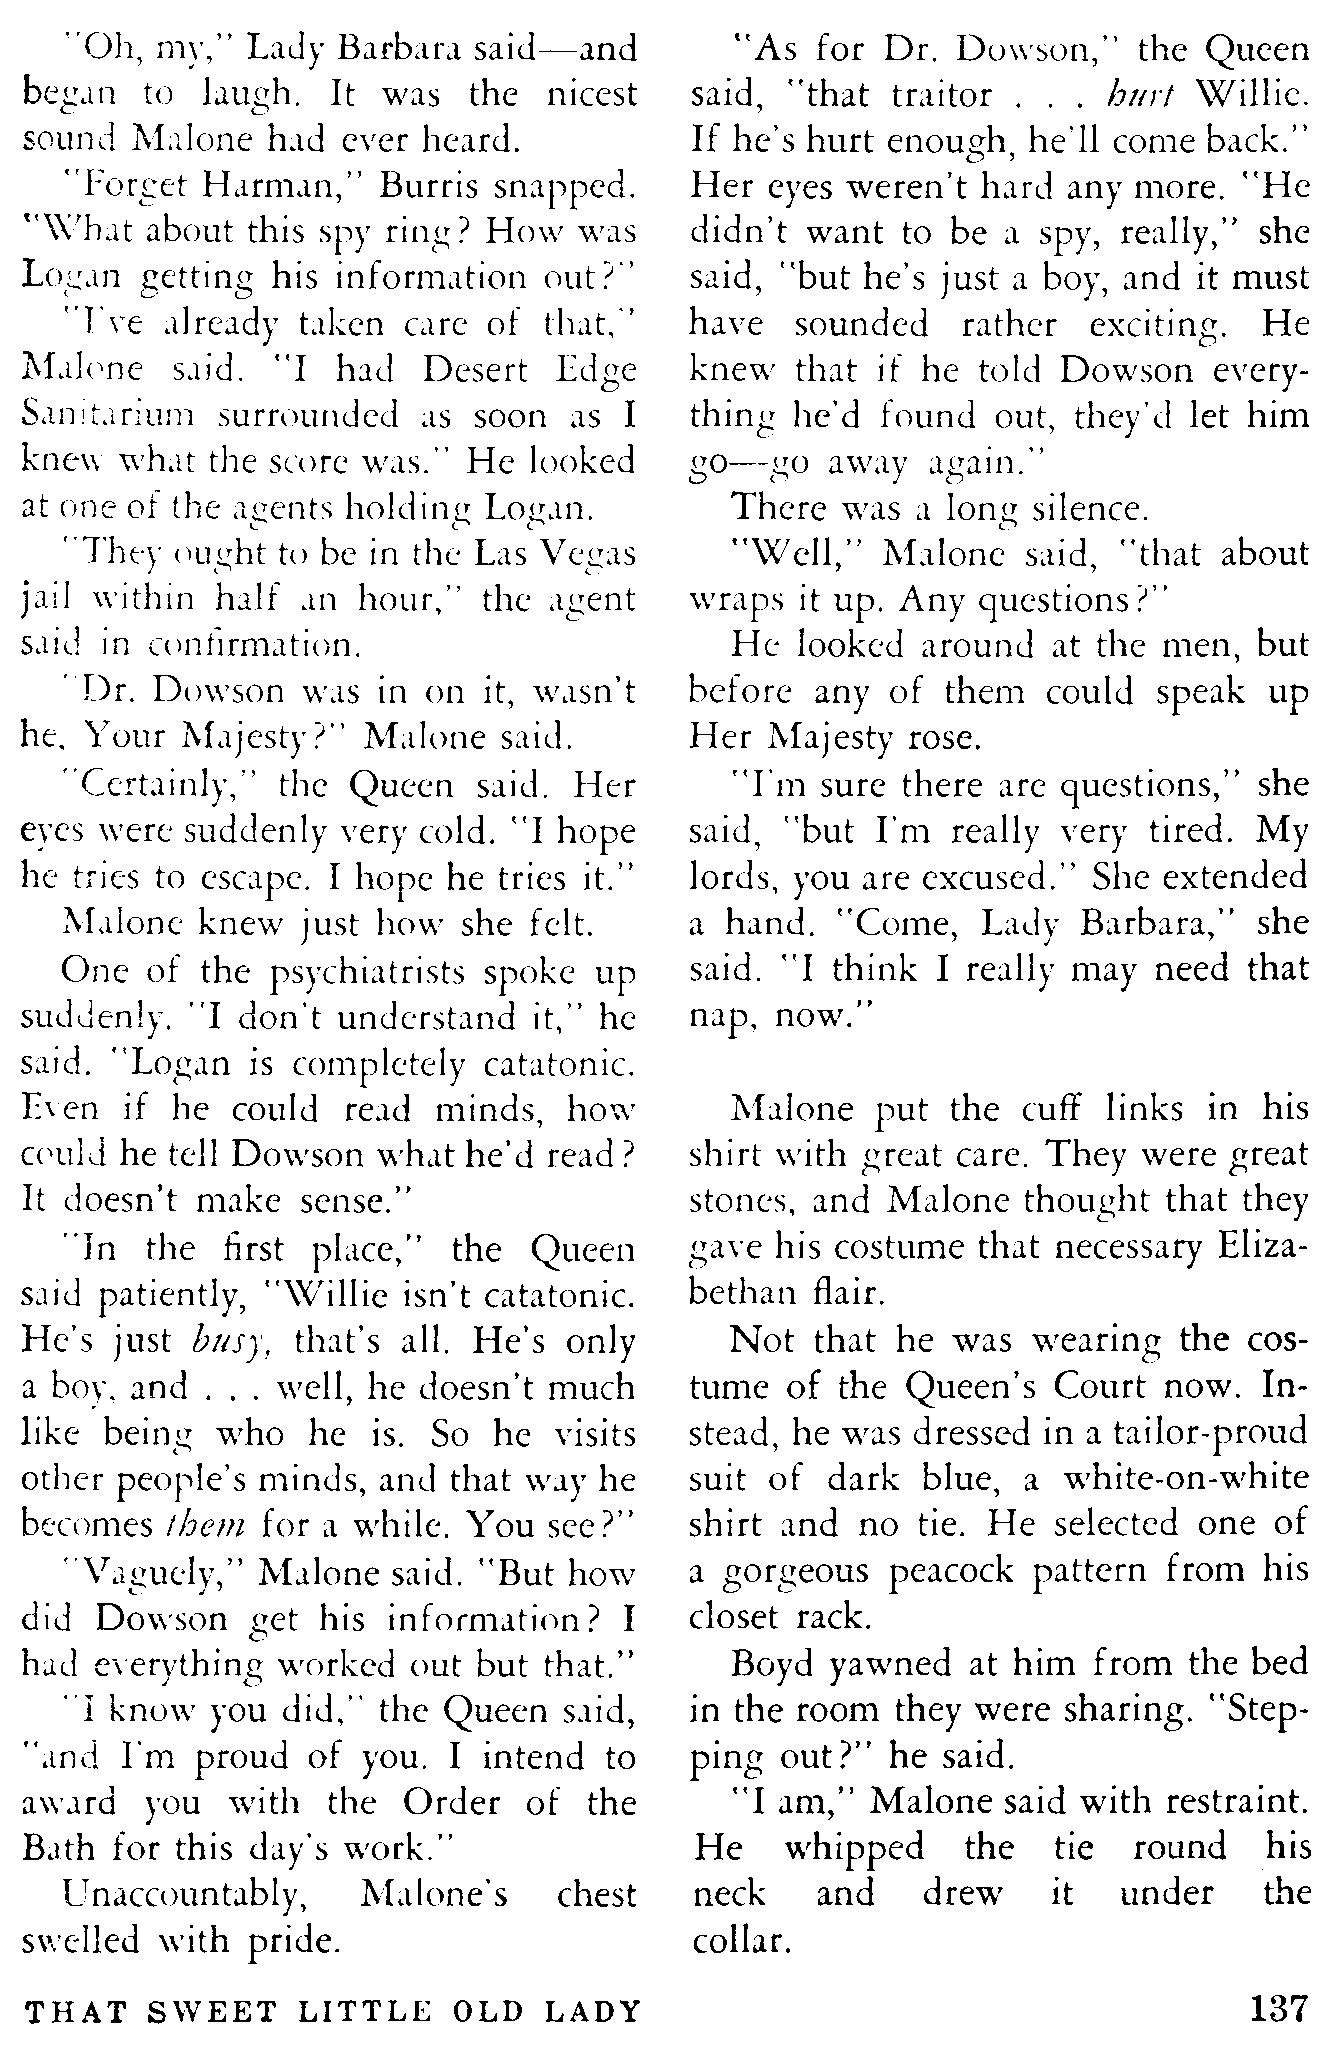 "Oh, my," Lady Barbara said—and
began to laugh. It was the nicest
sound Malone had ever heard.
"Forget Harman," Burris snapped.
"What about this spy ring? How was
Logan getting his information out?"
"I've already taken care of that,"
Malone said. "I had Desert Edge
Sanitarium surrounded as soon as I
knew what the score was." He looked
at one of the agents holding Logan.
"They ought to be in the Las Vegas
jail within half an hour," the agent
said in confirmation.
"Dr. Dowson was in on it, wasn't
he, Your Majesty?" Malone said.
"Certainly," the Queen said. Her
eyes were suddenly very cold. "I hope
he tries to escape. I hope he tries it."
Malone knew just how she felt.
One of the psychiatrists spoke up
suddenly. "I don't understand it," he
said. "Logan is completely catatonic.
Even if he could read minds, how
could he tell Dowson what he'd read?
It doesn't make sense."
"In the first place," the Queen
said patiently, "Willie isn't catatonic.
He's just busy, that's all. He's only
a boy, and . . . well, he doesn't much
like being who he is. So he visits
other people's minds, and that way he
becomes them for a while. You see?"
"Vaguely," Malone said. "But how
did Dowson get his information? I
had everything worked out but that."
"I know you did," the Queen said,
"and I'm proud of you. I intend to
award you with the Order of the
Bath for this day's work."
Unaccountably, Malone's chest
swelled with pride.
"As for Dr. Dowson," the Queen
said, "that traitor . . . hurt Willie.
If he's hurt enough, he'll come back."
Her eyes weren't hard any more. "He
didn't want to be a spy, really," she
said, "but he's just a boy, and it must
have sounded rather exciting. He
knew that if he told Dowson every-
thing he'd found out, they'd let him
go—go away again."
There was a long silence.
"Well," Malone said, "that about
wraps it up. Any questions?"
He looked around at the men, but
before any of them could speak up
Her Majesty rose.
"I'm sure there are questions," she
said, "but I'm really very tired. My
lords, you are excused." She extended
a hand. "Come, Lady Barbara," she
said. "I think I really may need that
nap, now."
Malone put the cuff links in his
shirt with great care. They were great
stones, and Malone thought that they
gave his costume that necessary Eliza-
bethan flair.
Not that he was wearing the cos-
tume of the Queen's Court now. In-
stead, he was dressed in a tailor-proud
suit of dark blue, a white-on-white
shirt and no tie. He selected one of
a gorgeous peacock pattern from his
closet rack.
Boyd yawned at him from the bed
in the room they were sharing. "Step-
ping out?" he said.
"I am," Malone said with restraint.
He whipped the tie round his
neck and drew it under the
collar.
THAT SWEET LITTLE OLD LADY 137